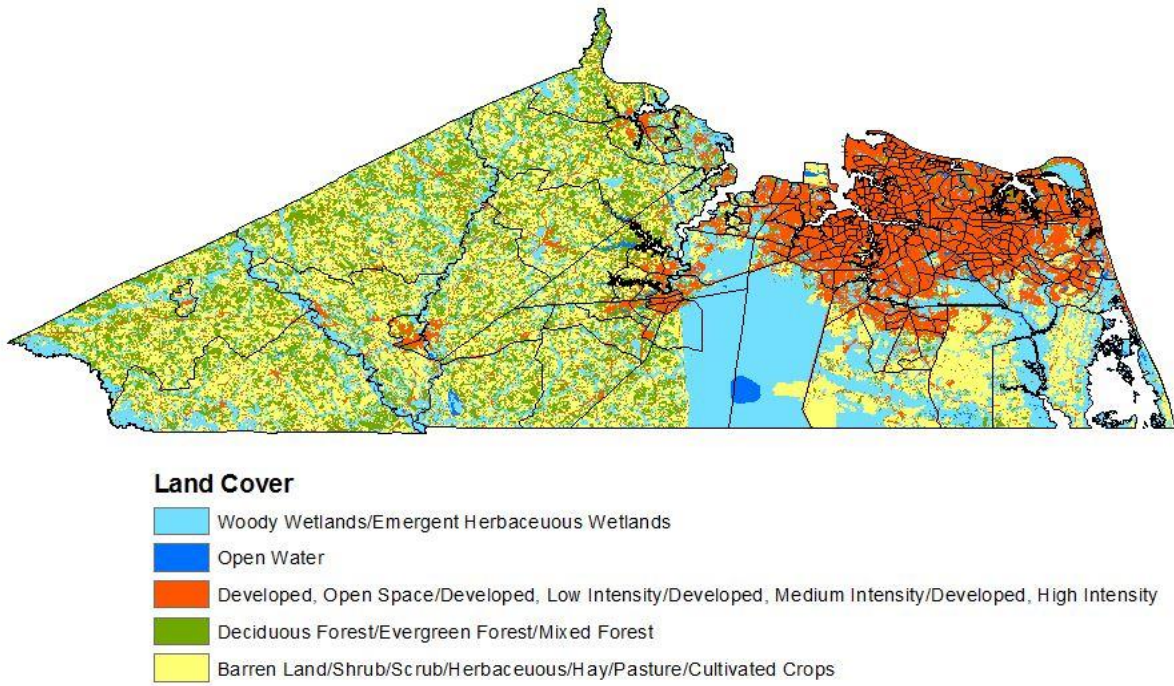 Land Cover
Woody Wetlands/Emergent Herbaceuous Wetlands
Open Water
Developed, Open Space/Developed, Low Intensity/Developed, Medium Intensity/Developed, High Intensity
Deciduous Forest/Evergreen Forest/Mixed Forest
Barren Land/Shrub/Scrub/Herbaceuous/Hay/Pasture/Cultivated Crops